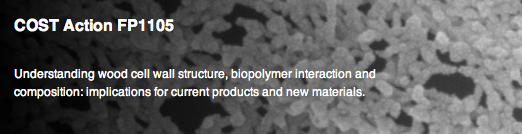 COST Action FP1105
Understanding wood cell wall structure, biopolymer interaction and
composition: implications for current products and new materials.